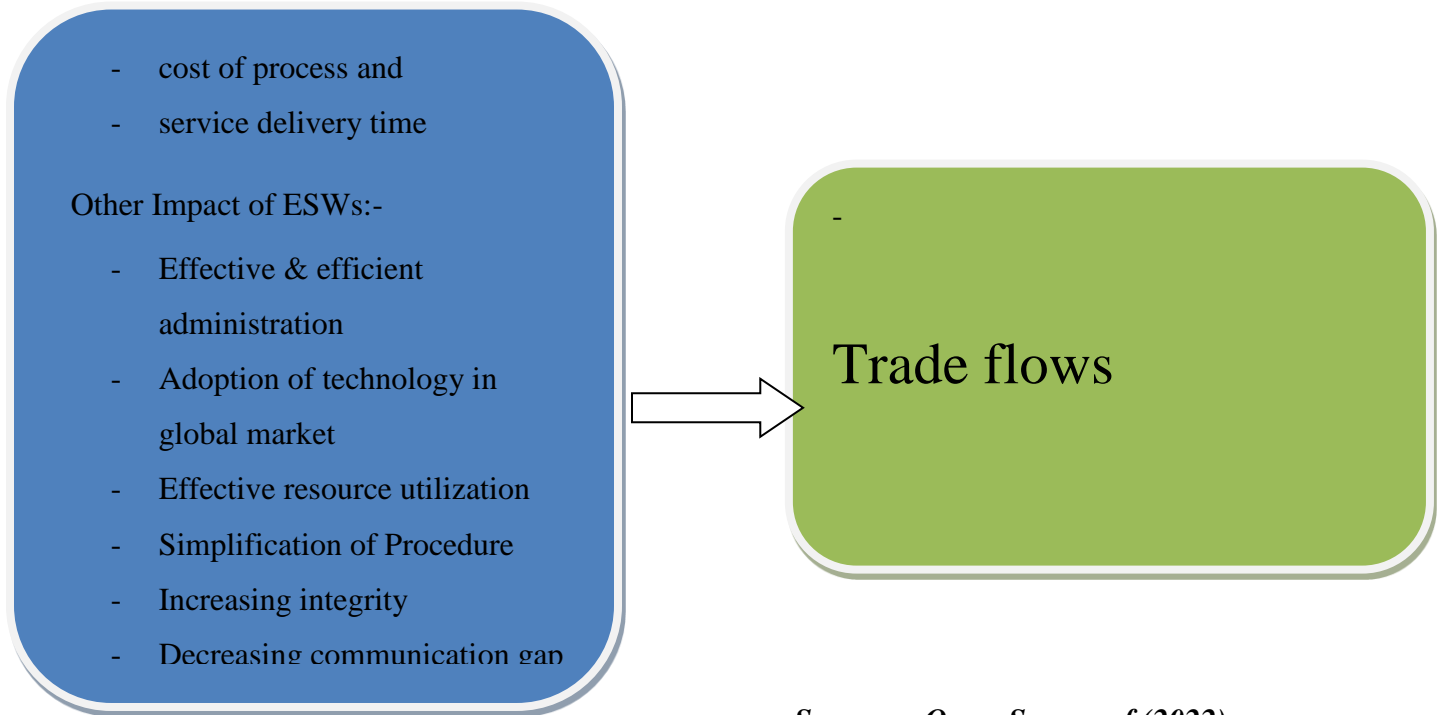 - cost of process and
- service delivery time
Other Impact of ESWs:-
- Effective & efficient
administration
- Adoption of technology in
global market
- Effective resource utilization
- Simplification of Procedure
- Increasing integrity
- Decreasing communication gap
-
Trade flows
(2022)